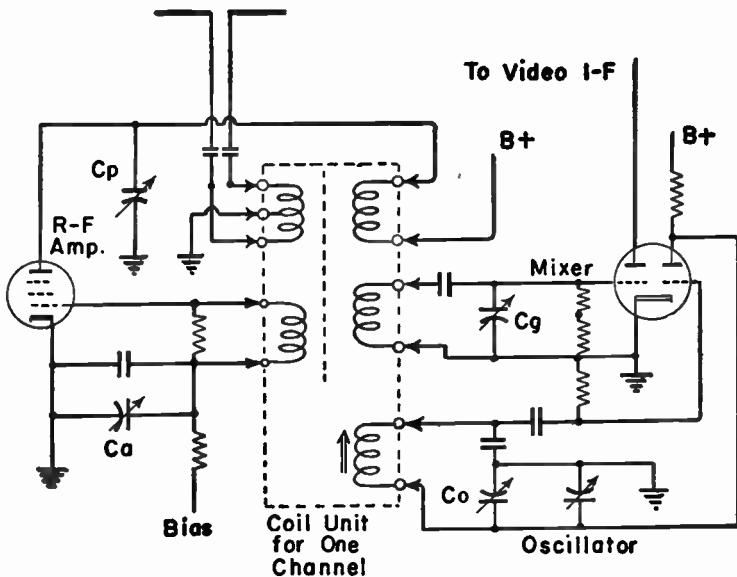 To Video I-F
B+
B+
Cp
R-F
Amp.
Mixer
Cg
Ca
Co
Bias
Coil Unit
for One
Channel
Oscillator